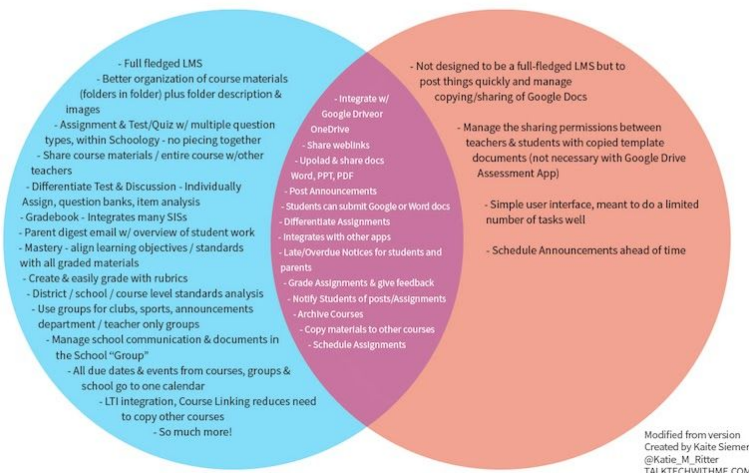 - Full fledged LMS
- Better organization of course materials
(folders in folder) plus folder description &
images
- Assignment & Test/Quiz w/ multiple question
types, within Schoology - no piecing together
- Share course materials / entire course w/other
teachers
- Differentiate Test & Discussion - Individually
Assign, question banks, item analysis
- Gradebook - Integrates many SISs
- Parent digest email w/ overview of student work
- Mastery - align learning objectives / standards
with all graded materials
- Create & easily grade with rubrics
- District / school / course level standards analysis
- Use groups for clubs, sports, announcements
department / teacher only groups
- Manage school communication & documents in
the School “Group”
- All due dates & events from courses, groups &
school go to one calendar
- LTI integration, Course Linking reduces need
to copy other courses
- So much more!
- Integrate w/
Google Driveor
OneDrive
- Share weblinks
- Upolad & share docs
Word, PPT, PDF
- Post Announcements
- Students can submit Google or Word docs
- Differentiate Assignments
- Integrates with other apps
- Late/Overdue Notices for students and
parents
- Grade Assignments & give feedback
- Notify Students of posts/Assignments
- Archive Courses
- Copy materials to other courses
- Schedule Assignments
- Not designed to be a full-fledged LMS but to
post things quickly and manage
copying/sharing of Google Docs
- Manage the sharing permissions between
teachers & students with copied template
documents (not necessary with Google Drive
Assessment App)
- Simple user interface, meant to do a limited
number of tasks well
- Schedule Announcements ahead of time
Modified from version
Created by Kaite Siemer
@Katie_M_Ritter
TALKTECHWITHME.COM